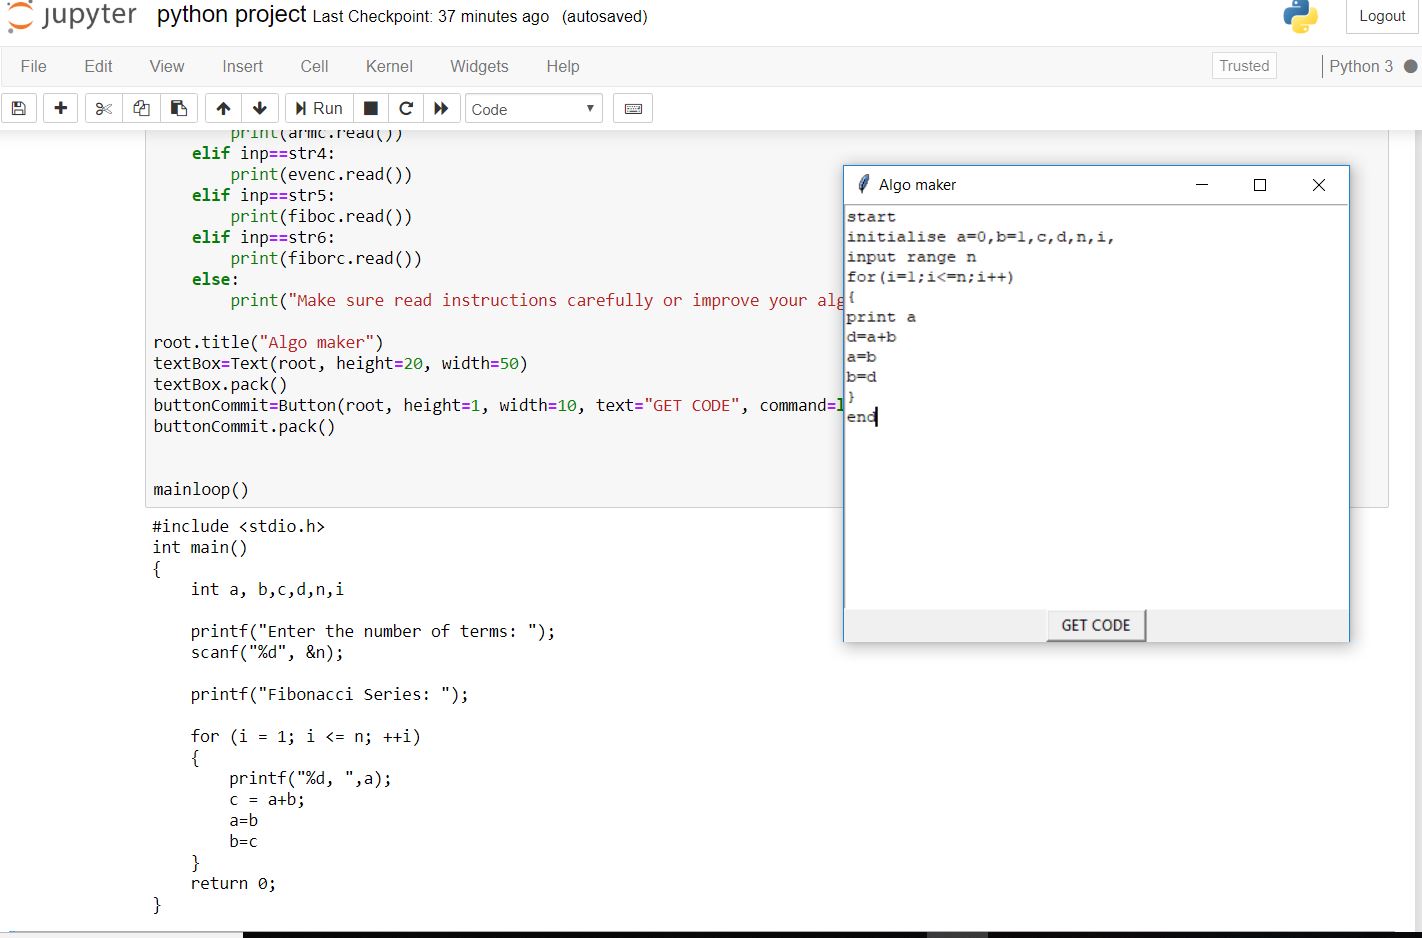 jupyter python project Last Checkpoint: 37 minutes ago (autosaved) Logout
File Edit View Insert Cell Kernel Widgets Help Trusted Python 3
Run Code
print(armc.read())
elif inp==str4:
print(evenc.read())
elif inp==str5:
print(fiboc.read())
elif inp==str6:
print(fiborc.read())
else:
print("Make sure read instructions carefully or improve your alg
root.title("Algo maker")
textBox=Text(root, height=20, width=50)
textBox.pack()
buttonCommit=Button(root, height=1, width=10, text="GET CODE", command=l
buttonCommit.pack()
mainloop()
#include <stdio.h>
int main()
{
int a, b,c,d,n,i
printf("Enter the number of terms: ");
scanf("%d", &n);
printf("Fibonacci Series: ");
for (i = 1; i <= n; ++i)
{
printf("%d, ",a);
c = a+b;
a=b
b=c
}
return 0;
}
Algo maker
start
initialise a=0,b=1,c,d,n,i,
input range n
for(i=1;i<=n;i++)
{
print a
d=a+b
a=b
b=d
}
end
GET CODE